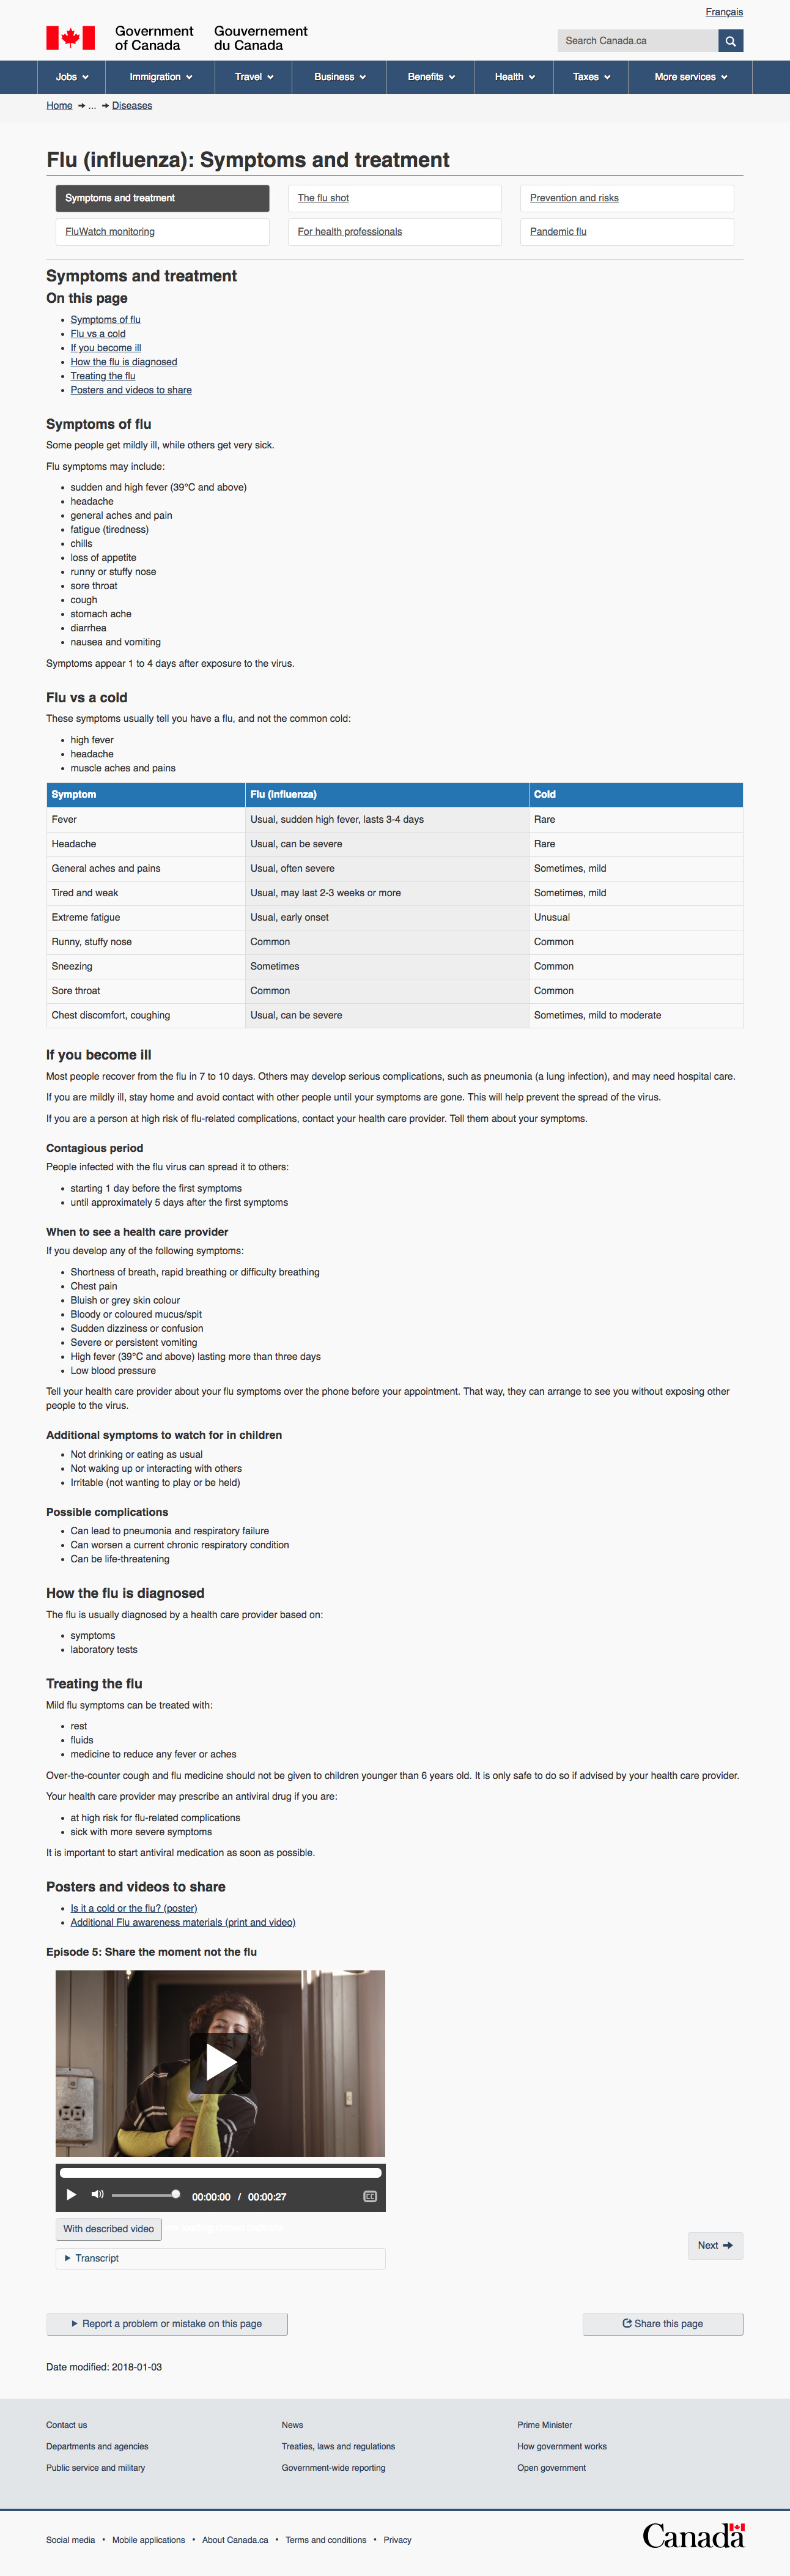 Français
Government of Canada
Gouvernement du Canada
Search Canada.ca
Jobs Immigration Travel Business Benefits Health Taxes More services
Home ➔ ... ➔ Diseases
Flu (influenza): Symptoms and treatment
Symptoms and treatment
The flu shot
Prevention and risks
FluWatch monitoring
For health professionals
Pandemic flu
Symptoms and treatment
On this page
• Symptoms of flu
• Flu vs a cold
• If you become ill
• How the flu is diagnosed
• Treating the flu
• Posters and videos to share
Symptoms of flu
Some people get mildly ill, while others get very sick.
Flu symptoms may include:
• sudden and high fever (39°C and above)
• headache
• general aches and pain
• fatigue (tiredness)
• chills
• loss of appetite
• runny or stuffy nose
• sore throat
• cough
• stomach ache
• diarrhea
• nausea and vomiting
Symptoms appear 1 to 4 days after exposure to the virus.
Flu vs a cold
These symptoms usually tell you have a flu, and not the common cold:
• high fever
• headache
• muscle aches and pains
Symptom Flu (influenza) Cold
Fever Usual, sudden high fever, lasts 3-4 days Rare
Headache Usual, can be severe Rare
General aches and pains Usual, often severe Sometimes, mild
Tired and weak Usual, may last 2-3 weeks or more Sometimes, mild
Extreme fatigue Usual, early onset Unusual
Runny, stuffy nose Common Common
Sneezing Sometimes Common
Sore throat Common Common
Chest discomfort, coughing Usual, can be severe Sometimes, mild to moderate
If you become ill
Most people recover from the flu in 7 to 10 days. Others may develop serious complications, such as pneumonia (a lung infection), and may need hospital care.
If you are mildly ill, stay home and avoid contact with other people until your symptoms are gone. This will help prevent the spread of the virus.
If you are a person at high risk of flu-related complications, contact your health care provider. Tell them about your symptoms.
Contagious period
People infected with the flu virus can spread it to others:
• starting 1 day before the first symptoms
• until approximately 5 days after the first symptoms
When to see a health care provider
If you develop any of the following symptoms:
• Shortness of breath, rapid breathing or difficulty breathing
• Chest pain
• Bluish or grey skin colour
• Bloody or coloured mucus/spit
• Sudden dizziness or confusion
• Severe or persistent vomiting
• High fever (39°C and above) lasting more than three days
• Low blood pressure
Tell your health care provider about your flu symptoms over the phone before your appointment. That way, they can arrange to see you without exposing other
people to the virus.
Additional symptoms to watch for in children
• Not drinking or eating as usual
• Not waking up or interacting with others
• Irritable (not wanting to play or be held)
Possible complications
• Can lead to pneumonia and respiratory failure
• Can worsen a current chronic respiratory condition
• Can be life-threatening
How the flu is diagnosed
The flu is usually diagnosed by a health care provider based on:
• symptoms
• laboratory tests
Treating the flu
Mild flu symptoms can be treated with:
• rest
• fluids
• medicine to reduce any fever or aches
Over-the-counter cough and flu medicine should not be given to children younger than 6 years old. It is only safe to do so if advised by your health care provider.
Your health care provider may prescribe an antiviral drug if you are:
• at high risk for flu-related complications
• sick with more severe symptoms
It is important to start antiviral medication as soon as possible.
Posters and videos to share
• Is it a cold or the flu? (poster)
• Additional Flu awareness materials (print and video)
Episode 5: Share the moment not the flu
00:00:00 / 00:00:27
CC
With described video
Next ➔
▶ Transcript
▶ Report a problem or mistake on this page
Share this page
Date modified: 2018-01-03
Contact us News Prime Minister
Departments and agencies Treaties, laws and regulations How government works
Public service and military Government-wide reporting Open government
Social media • Mobile applications • About Canada.ca • Terms and conditions • Privacy
Canada